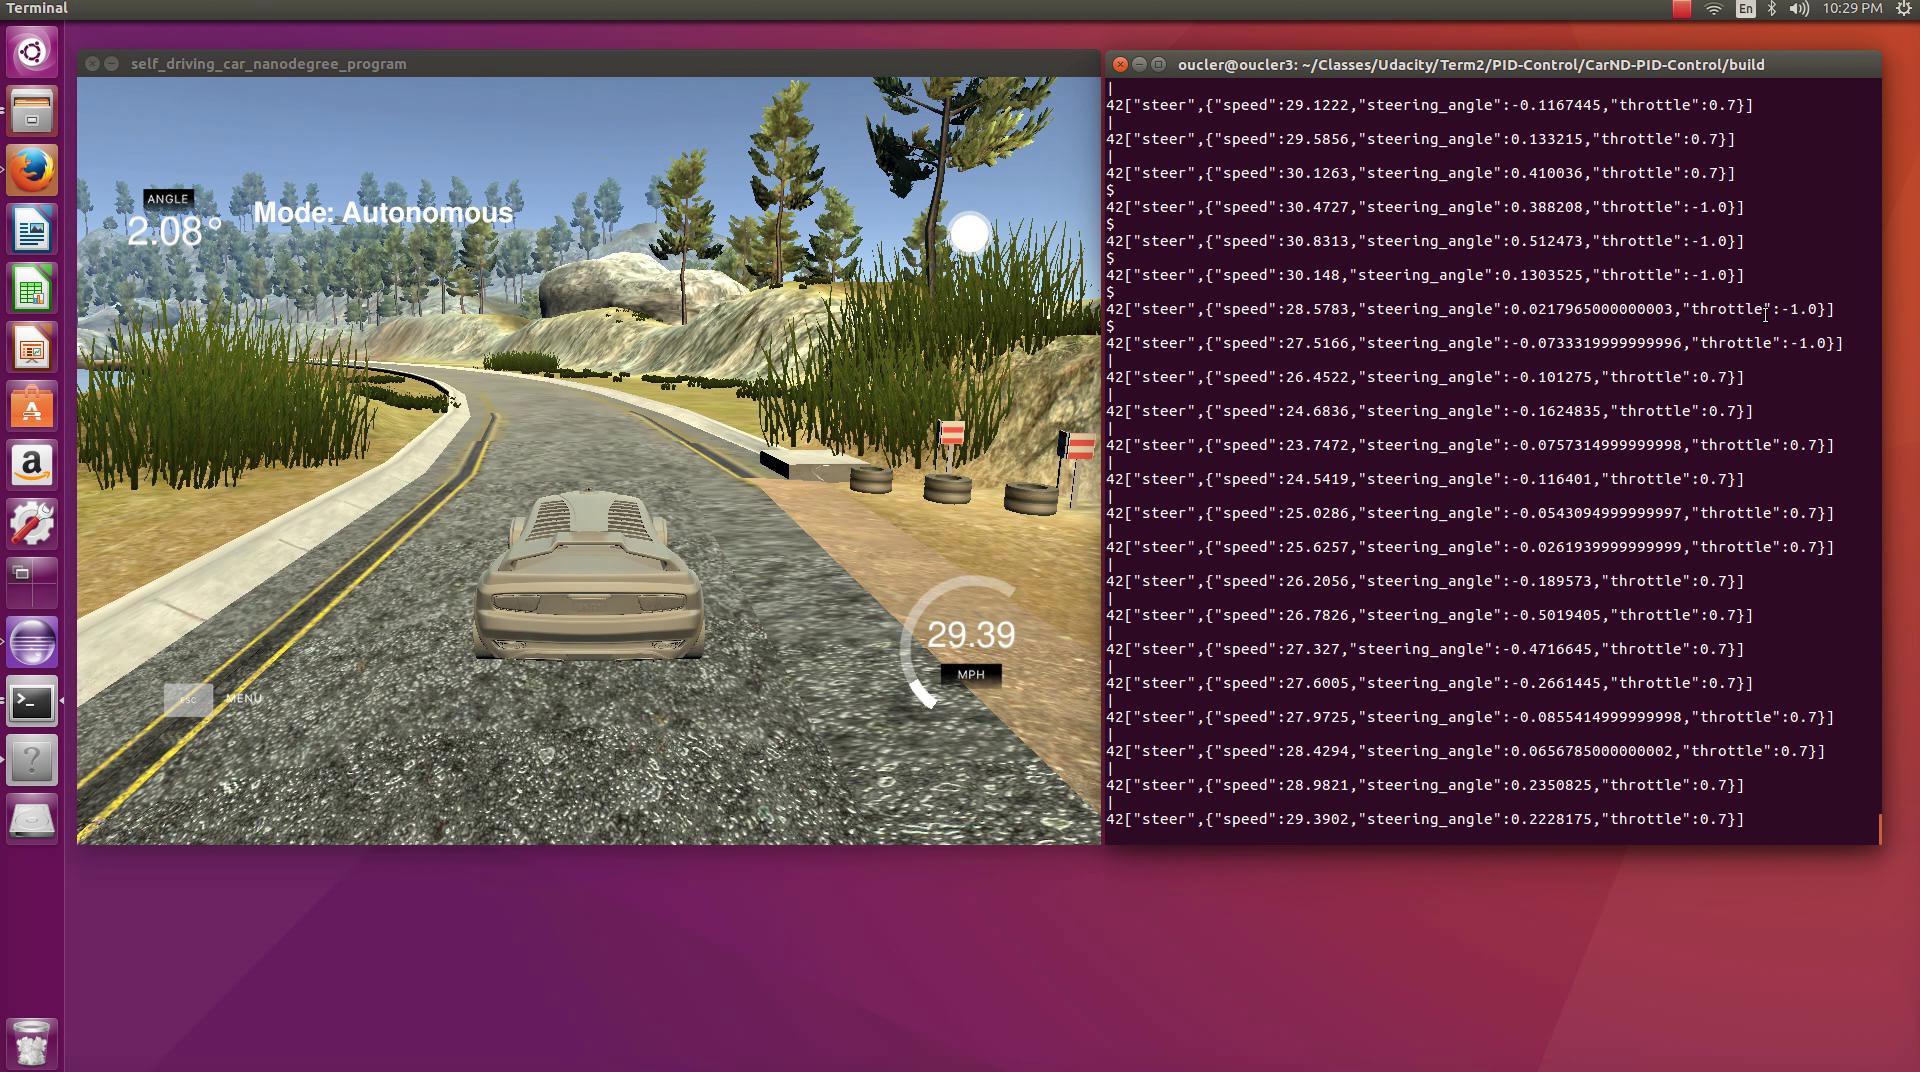 Terminal
En
10:29 PM
self_driving_car_nanodegree_program
ANGLE
2.08°
Mode: Autonomous
29.39
MPH
ESC
MENU
oucler@oucler3: ~/Classes/Udacity/Term2/PID-Control/CarND-PID-Control/build
|
42["steer",{"speed":29.1222,"steering_angle":-0.1167445,"throttle":0.7}]
|
42["steer",{"speed":29.5856,"steering_angle":0.133215,"throttle":0.7}]
|
42["steer",{"speed":30.1263,"steering_angle":0.410036,"throttle":0.7}]
$
42["steer",{"speed":30.4727,"steering_angle":0.388208,"throttle":-1.0}]
$
42["steer",{"speed":30.8313,"steering_angle":0.512473,"throttle":-1.0}]
$
42["steer",{"speed":30.148,"steering_angle":0.1303525,"throttle":-1.0}]
$
42["steer",{"speed":28.5783,"steering_angle":0.0217965000000003,"throttle":-1.0}]
$
42["steer",{"speed":27.5166,"steering_angle":-0.0733319999999996,"throttle":-1.0}]
|
42["steer",{"speed":26.4522,"steering_angle":-0.101275,"throttle":0.7}]
|
42["steer",{"speed":24.6836,"steering_angle":-0.1624835,"throttle":0.7}]
|
42["steer",{"speed":23.7472,"steering_angle":-0.0757314999999998,"throttle":0.7}]
|
42["steer",{"speed":24.5419,"steering_angle":-0.116401,"throttle":0.7}]
|
42["steer",{"speed":25.0286,"steering_angle":-0.0543094999999997,"throttle":0.7}]
|
42["steer",{"speed":25.6257,"steering_angle":-0.0261939999999999,"throttle":0.7}]
|
42["steer",{"speed":26.2056,"steering_angle":-0.189573,"throttle":0.7}]
|
42["steer",{"speed":26.7826,"steering_angle":-0.5019405,"throttle":0.7}]
|
42["steer",{"speed":27.327,"steering_angle":-0.4716645,"throttle":0.7}]
|
42["steer",{"speed":27.6005,"steering_angle":-0.2661445,"throttle":0.7}]
|
42["steer",{"speed":27.9725,"steering_angle":-0.0855414999999998,"throttle":0.7}]
|
42["steer",{"speed":28.4294,"steering_angle":0.0656785000000002,"throttle":0.7}]
|
42["steer",{"speed":28.9821,"steering_angle":0.2350825,"throttle":0.7}]
|
42["steer",{"speed":29.3902,"steering_angle":0.2228175,"throttle":0.7}]